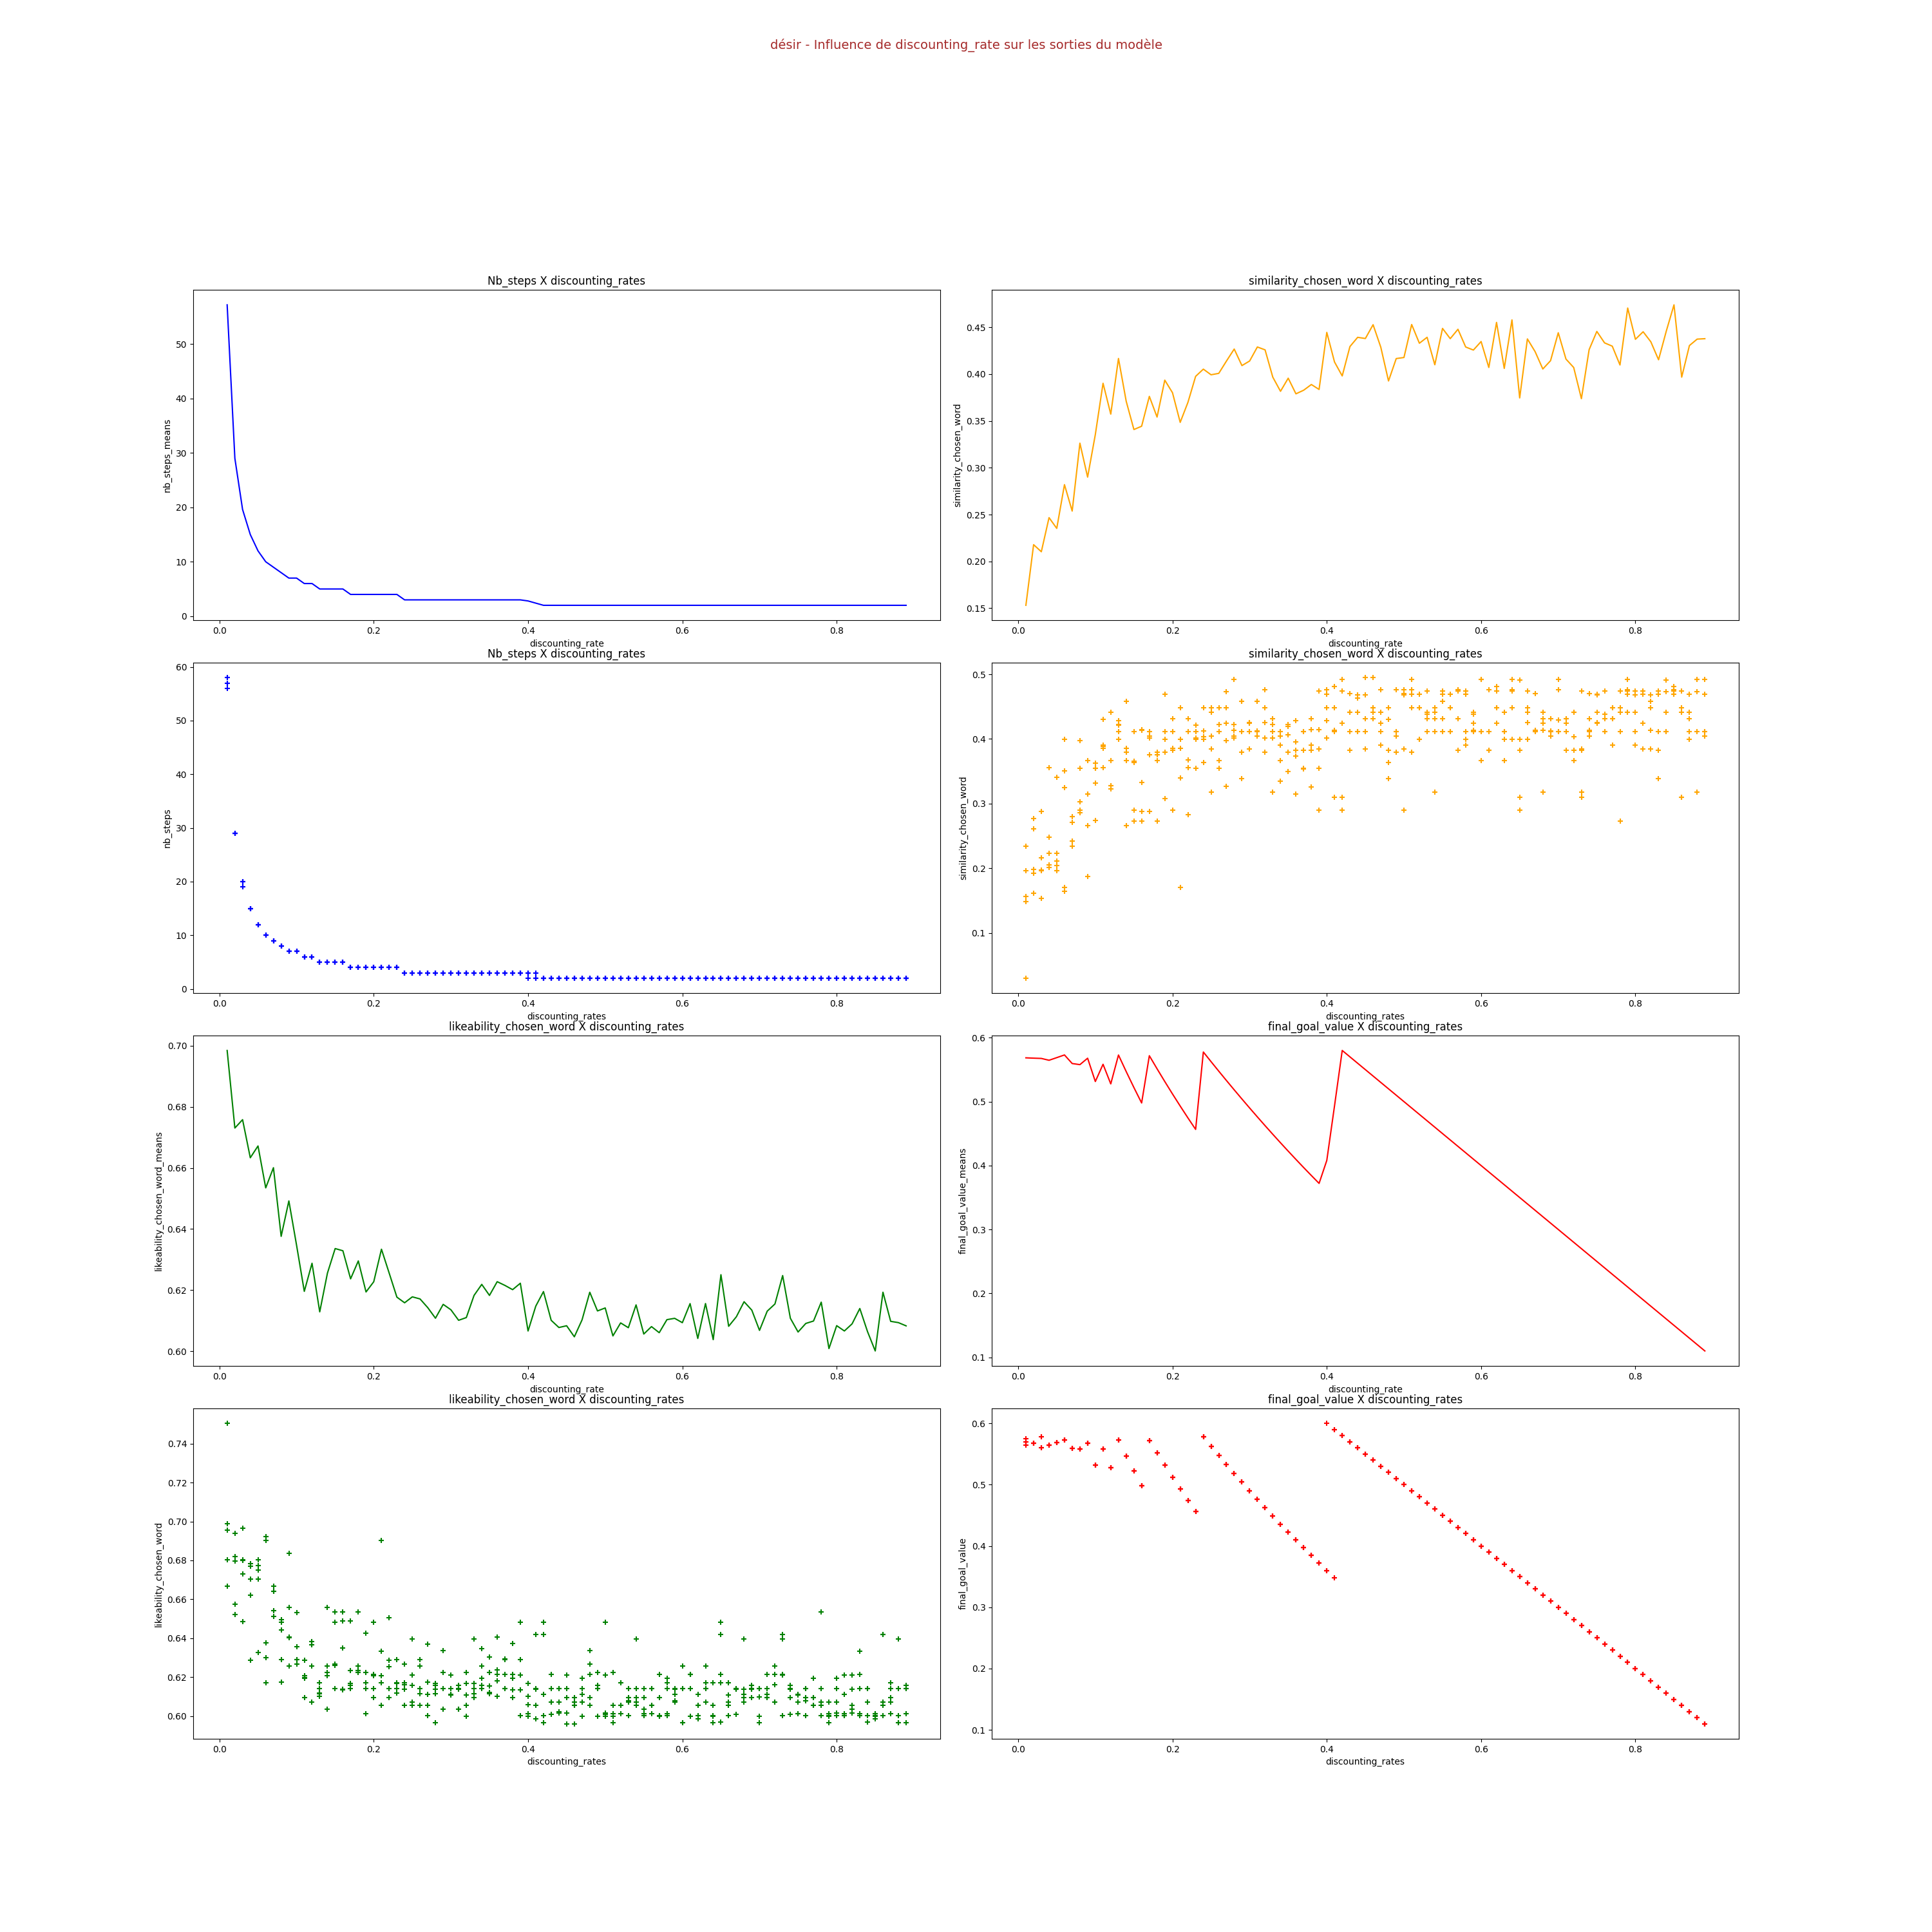 désir - Influence de discounting_rate sur les sorties du modèle
Nb_steps X discounting_rates
nb_steps_means
50
40
30
20
10
0
0.0 0.2 0.4 0.6 0.8
discounting_rate
similarity_chosen_word X discounting_rates
similarity_chosen_word
0.45
0.40
0.35
0.30
0.25
0.20
0.15
0.0 0.2 0.4 0.6 0.8
discounting_rate
Nb_steps X discounting_rates
nb_steps
60
50
40
30
20
10
0
0.0 0.2 0.4 0.6 0.8
discounting_rates
similarity_chosen_word X discounting_rates
similarity_chosen_word
0.5
0.4
0.3
0.2
0.1
0.0 0.2 0.4 0.6 0.8
discounting_rates
likeability_chosen_word X discounting_rates
likeability_chosen_word_means
0.70
0.68
0.66
0.64
0.62
0.60
0.0 0.2 0.4 0.6 0.8
discounting_rate
final_goal_value X discounting_rates
final_goal_value_means
0.6
0.5
0.4
0.3
0.2
0.1
0.0 0.2 0.4 0.6 0.8
discounting_rate
likeability_chosen_word X discounting_rates
likeability_chosen_word
0.74
0.72
0.70
0.68
0.66
0.64
0.62
0.60
0.0 0.2 0.4 0.6 0.8
discounting_rates
final_goal_value X discounting_rates
final_goal_value
0.6
0.5
0.4
0.3
0.2
0.1
0.0 0.2 0.4 0.6 0.8
discounting_rates